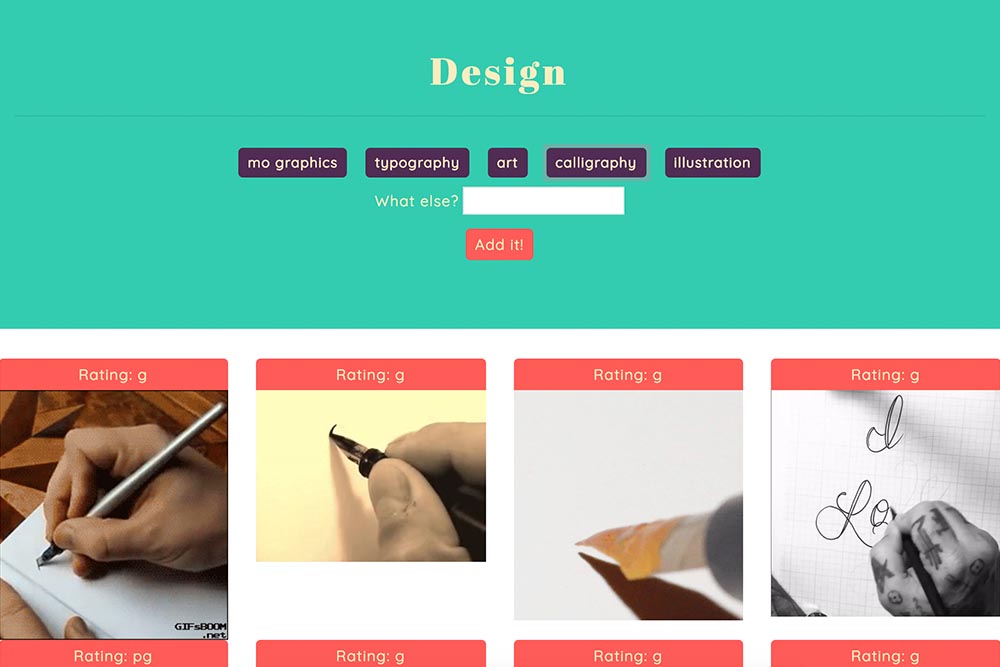 Design
mo graphics typography art calligraphy illustration
What else?
Add it!
Rating: g Rating: g Rating: g Rating: g
I
Lo
GIFsBOOM
.net
Rating: pg Rating: g Rating: g Rating: g